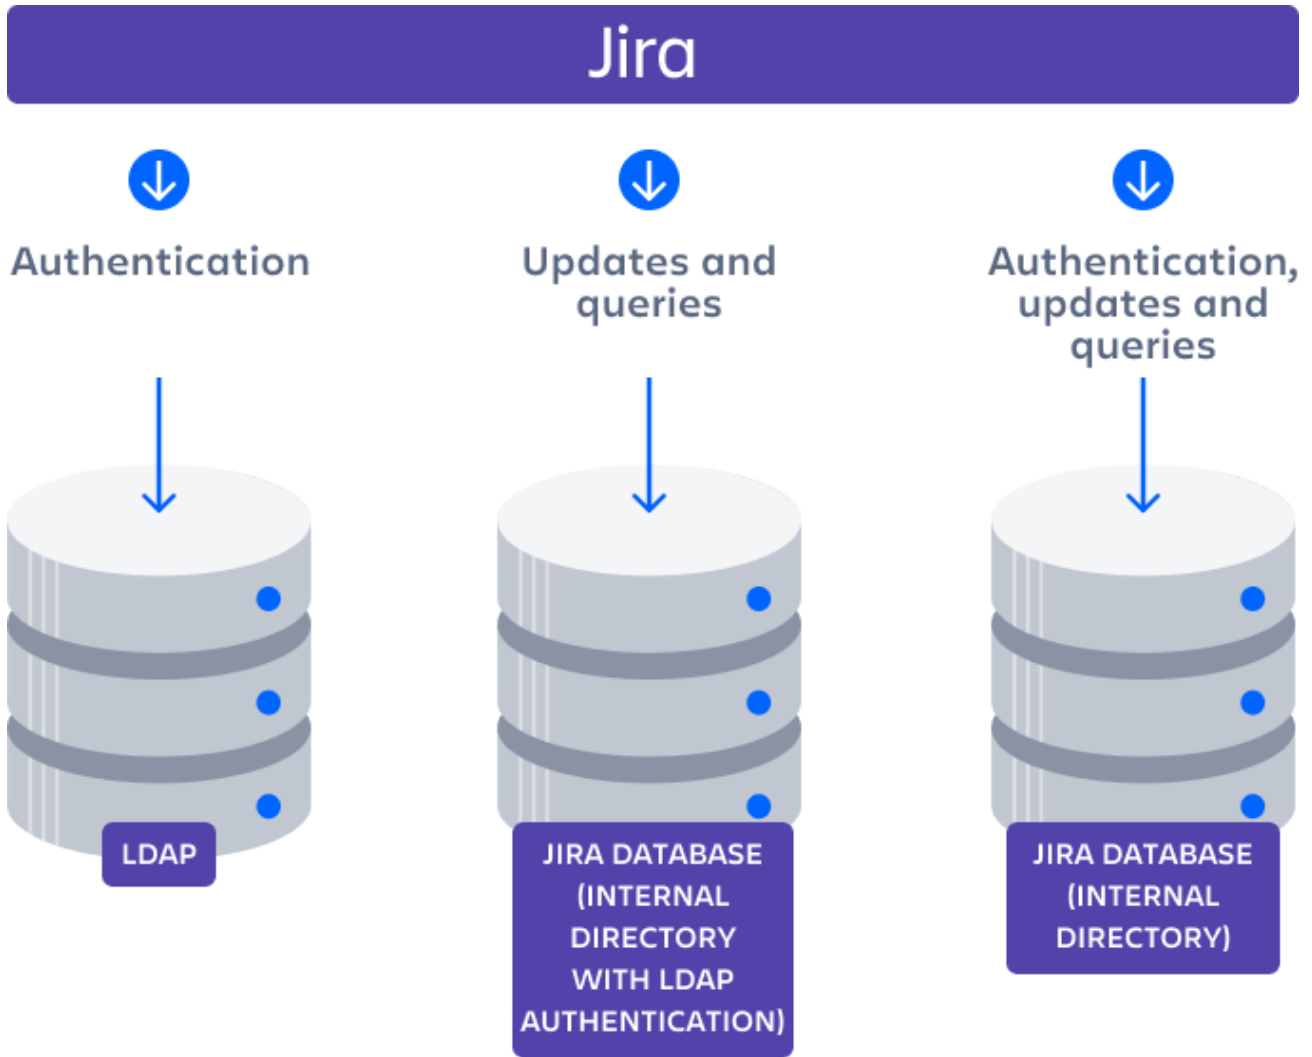 Jira
Authentication
Updates and
queries
Authentication,
updates and
queries
LDAP
JIRA DATABASE
(INTERNAL
DIRECTORY
WITH LDAP
AUTHENTICATION)
JIRA DATABASE
(INTERNAL
DIRECTORY)